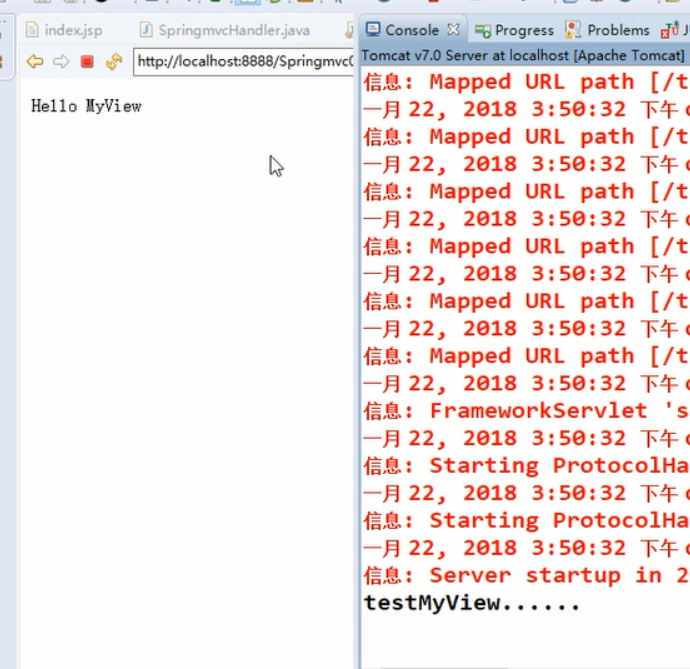 index.jsp
SpringmvcHandler.java
http://localhost:8888/Springmvc0
Hello MyView
Console
Progress
Problems
Tomcat v7.0 Server at localhost [Apache Tomcat]
信息: Mapped URL path [/t
一月 22, 2018 3:50:32 下午
信息: Mapped URL path [/t
一月 22, 2018 3:50:32 下午
信息: Mapped URL path [/t
一月 22, 2018 3:50:32 下午
信息: Mapped URL path [/t
一月 22, 2018 3:50:32 下午
信息: Mapped URL path [/t
一月 22, 2018 3:50:32 下午
信息: Mapped URL path [/t
一月 22, 2018 3:50:32 下午
信息: FrameworkServlet 's
一月 22, 2018 3:50:32 下午
信息: Starting ProtocolHa
一月 22, 2018 3:50:32 下午
信息: Starting ProtocolHa
一月 22, 2018 3:50:32 下午
信息: Server startup in 2
testMyView......